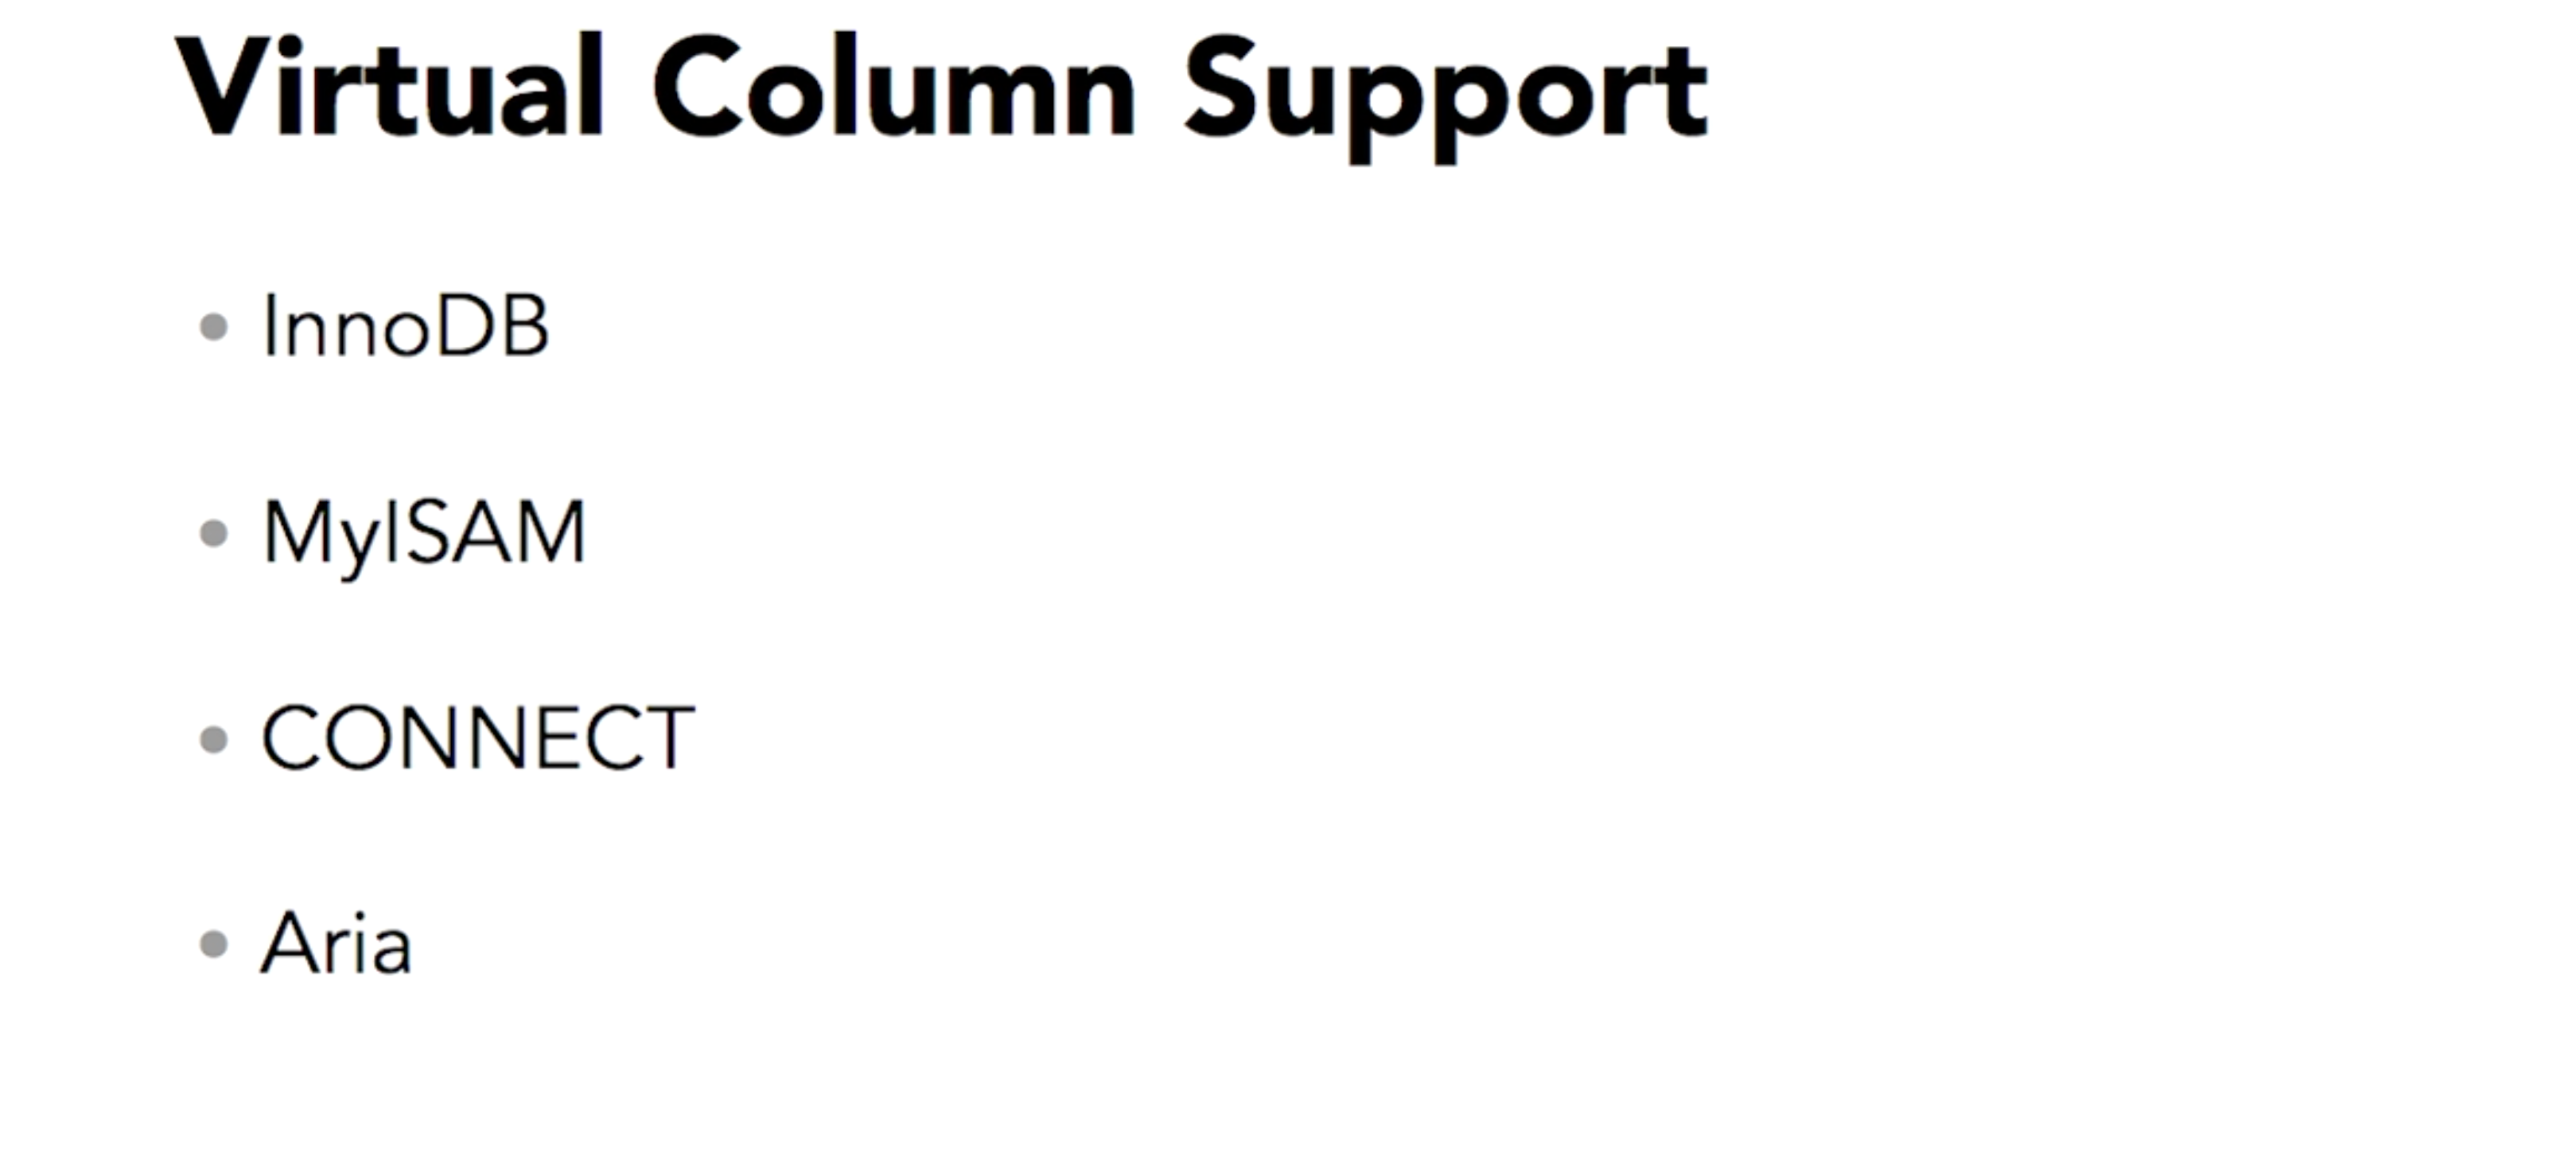 Virtual Column Support
• InnoDB
• MyISAM
• CONNECT
• Aria